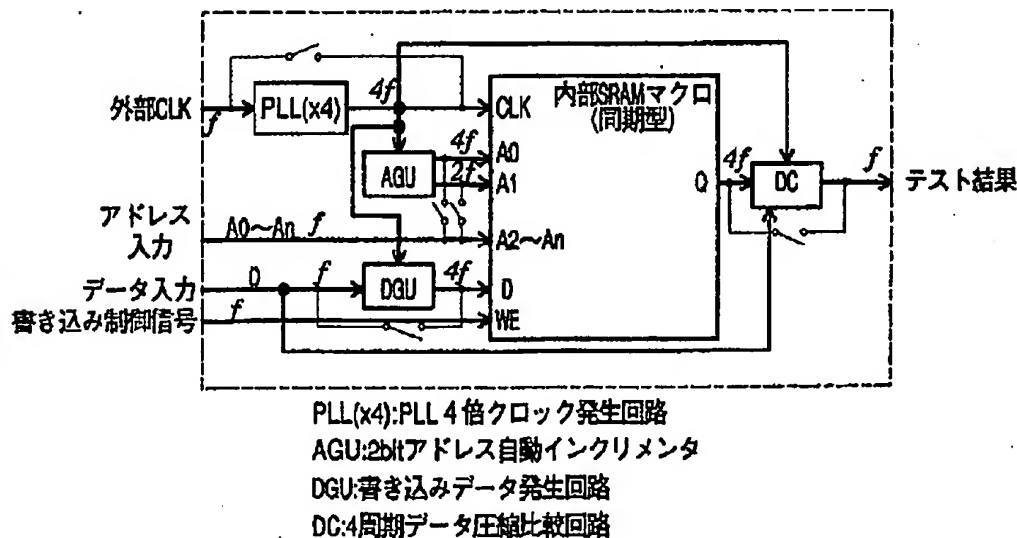 外部CLK
f
PLL(x4)
4f
CLK
内部SRAMマクロ
(同期型)
AGU
4f
A0
2f
A1
Q
4f
DC
f
テスト結果
アドレス
入力
A0～An f
A2～An
データ入力
D
f
DGU
4f
D
書き込み制御信号
f
WE
PLL(x4):PLL４倍クロック発生回路
AGU:2bitアドレス自動インクリメンタ
DGU:書き込みデータ発生回路
DC:4周期データ圧縮比較回路